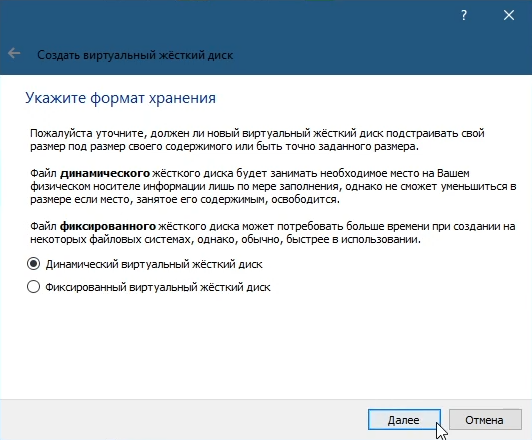 ?
Создать виртуальный жёсткий диск
Укажите формат хранения
Пожалуйста уточните, должен ли новый виртуальный жёсткий диск подстраивать свой
размер под размер своего содержимого или быть точно заданного размера.
Файл динамического жёсткого диска будет занимать необходимое место на Вашем
физическом носителе информации лишь по мере заполнения, однако не сможет уменьшиться в
размере если место, занятое его содержимым, освободится.
Файл фиксированного жёсткого диска может потребовать больше времени при создании на
некоторых файловых системах, однако, обычно, быстрее в использовании.
Динамический виртуальный жёсткий диск
Фиксированный виртуальный жёсткий диск
Далее Отмена